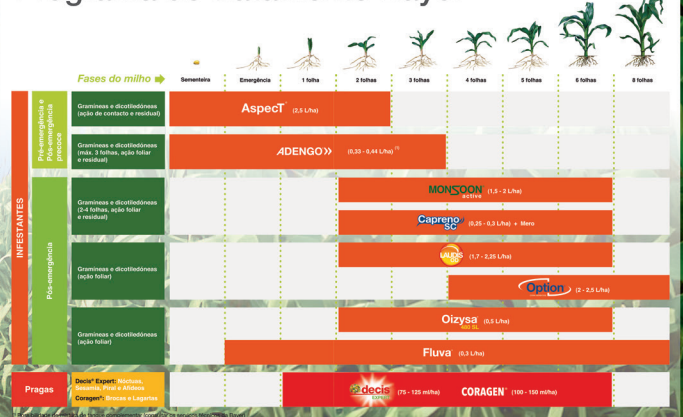 Fases do milho
Sementeira
Emergência
1 folha
2 folhas
3 folhas
4 folhas
5 folhas
6 folhas
8 folhas
INFESTANTES
Pré-emergência e
Pós-emergência
precoce
Gramíneas e dicotiledóneas
(ação de contacto e residual)
AspecT (2,5 L/ha)
Gramíneas e dicotiledóneas
(máx. 3 folhas, ação foliar
e residual)
ADENGO (0,33 - 0,44 L/ha) (1)
Pós-emergência
Gramíneas e dicotiledóneas
(2-4 folhas, ação foliar
e residual)
MONSOON
active
(1,5 - 2 L/ha)
Capreno
SC
(0,25 - 0,3 L/ha) + Mero
Gramíneas e dicotiledóneas
(ação foliar)
LAUDIS
(1,7 - 2,25 L/ha)
Option
(2 - 2,5 L/ha)
Gramíneas e dicotiledóneas
(ação foliar)
Oizysa (0,5 L/ha)
Fluva (0,3 L/ha)
Pragas
Decis® Expert: Nóctuas,
Sesamia, Piral e Afídeos
Coragen®: Brocas e Lagartas
decis
EXPERT
(75 - 125 ml/ha)
CORAGEN® (100 - 150 ml/ha)